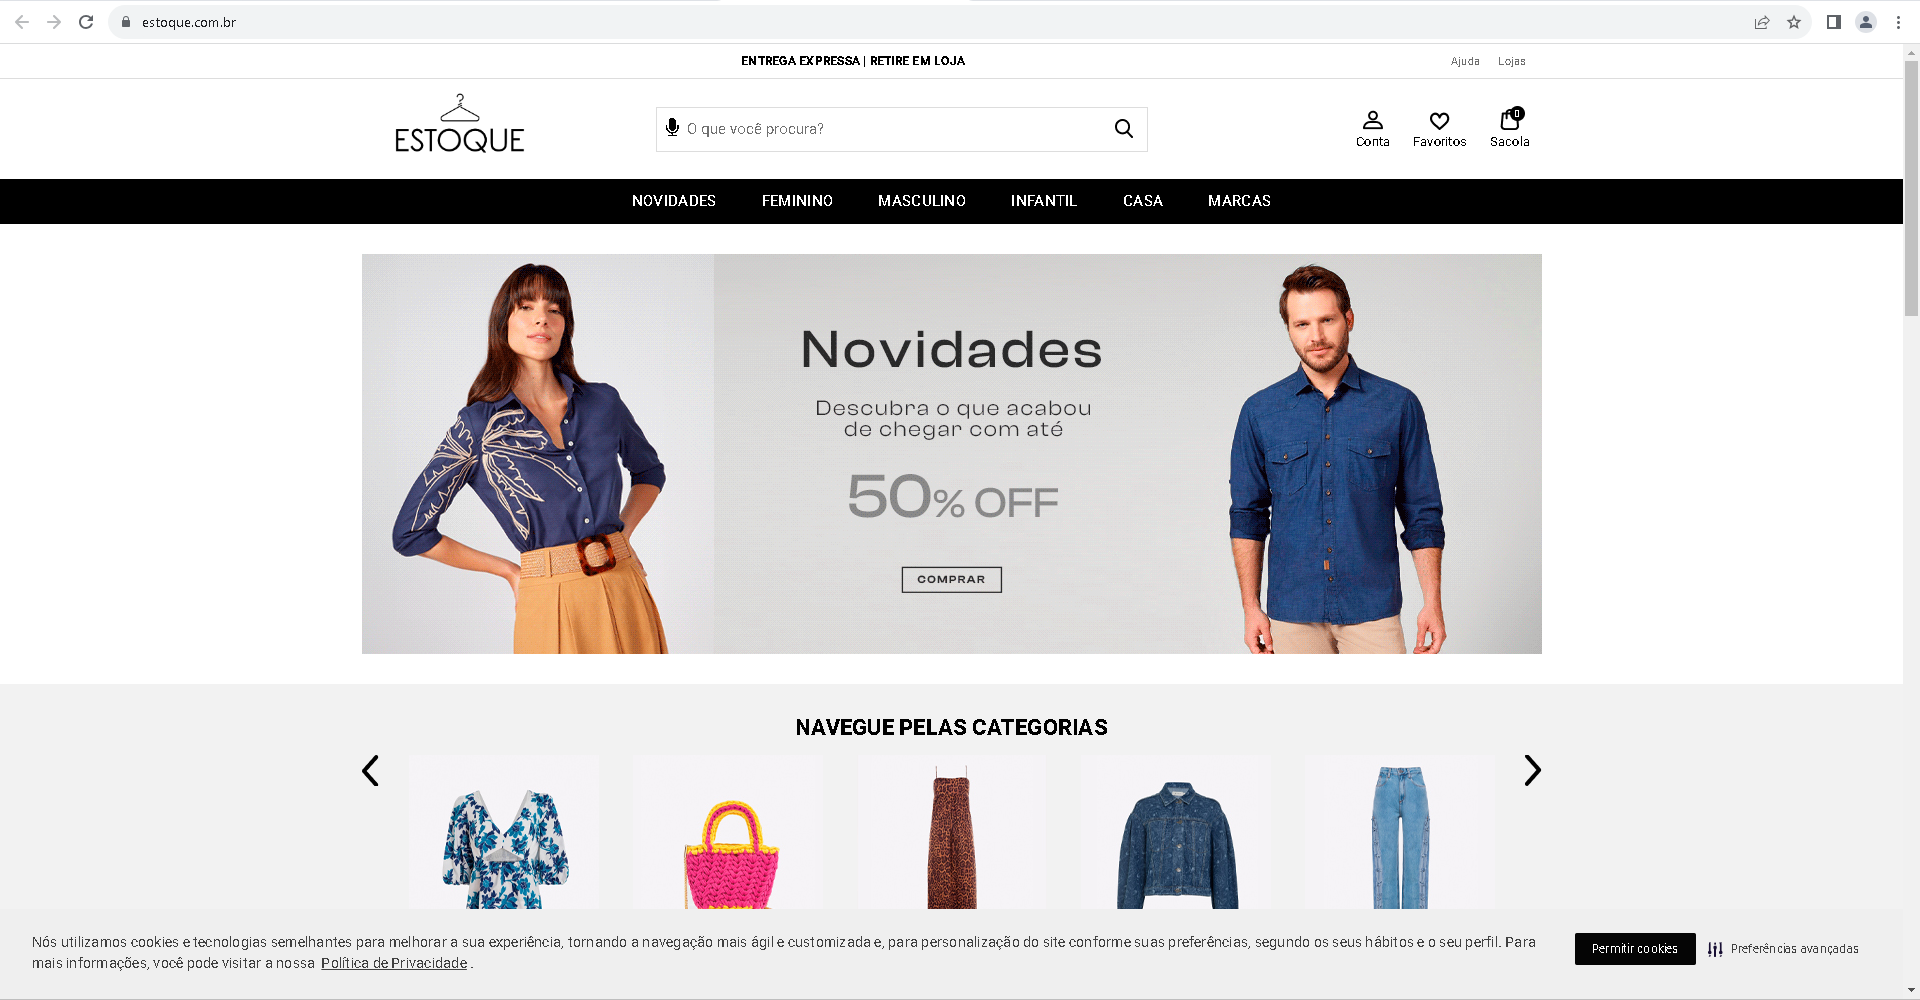 estoque.com.br
ENTREGA EXPRESSA | RETIRE EM LOJA
Ajuda
Lojas
ESTOQUE
O que você procura?
Conta
Favoritos
0
Sacola
NOVIDADES
FEMININO
MASCULINO
INFANTIL
CASA
MARCAS
Novidades
Descubra o que acabou
de chegar com até
50% OFF
COMPRAR
NAVEGUE PELAS CATEGORIAS
Nós utilizamos cookies e tecnologias semelhantes para melhorar a sua experiência, tornando a navegação mais ágil e customizada e, para personalização do site conforme suas preferências, segundo os seus hábitos e o seu perfil. Para
mais informações, você pode visitar a nossa Política de Privacidade .
Permitir cookies
Preferências avançadas